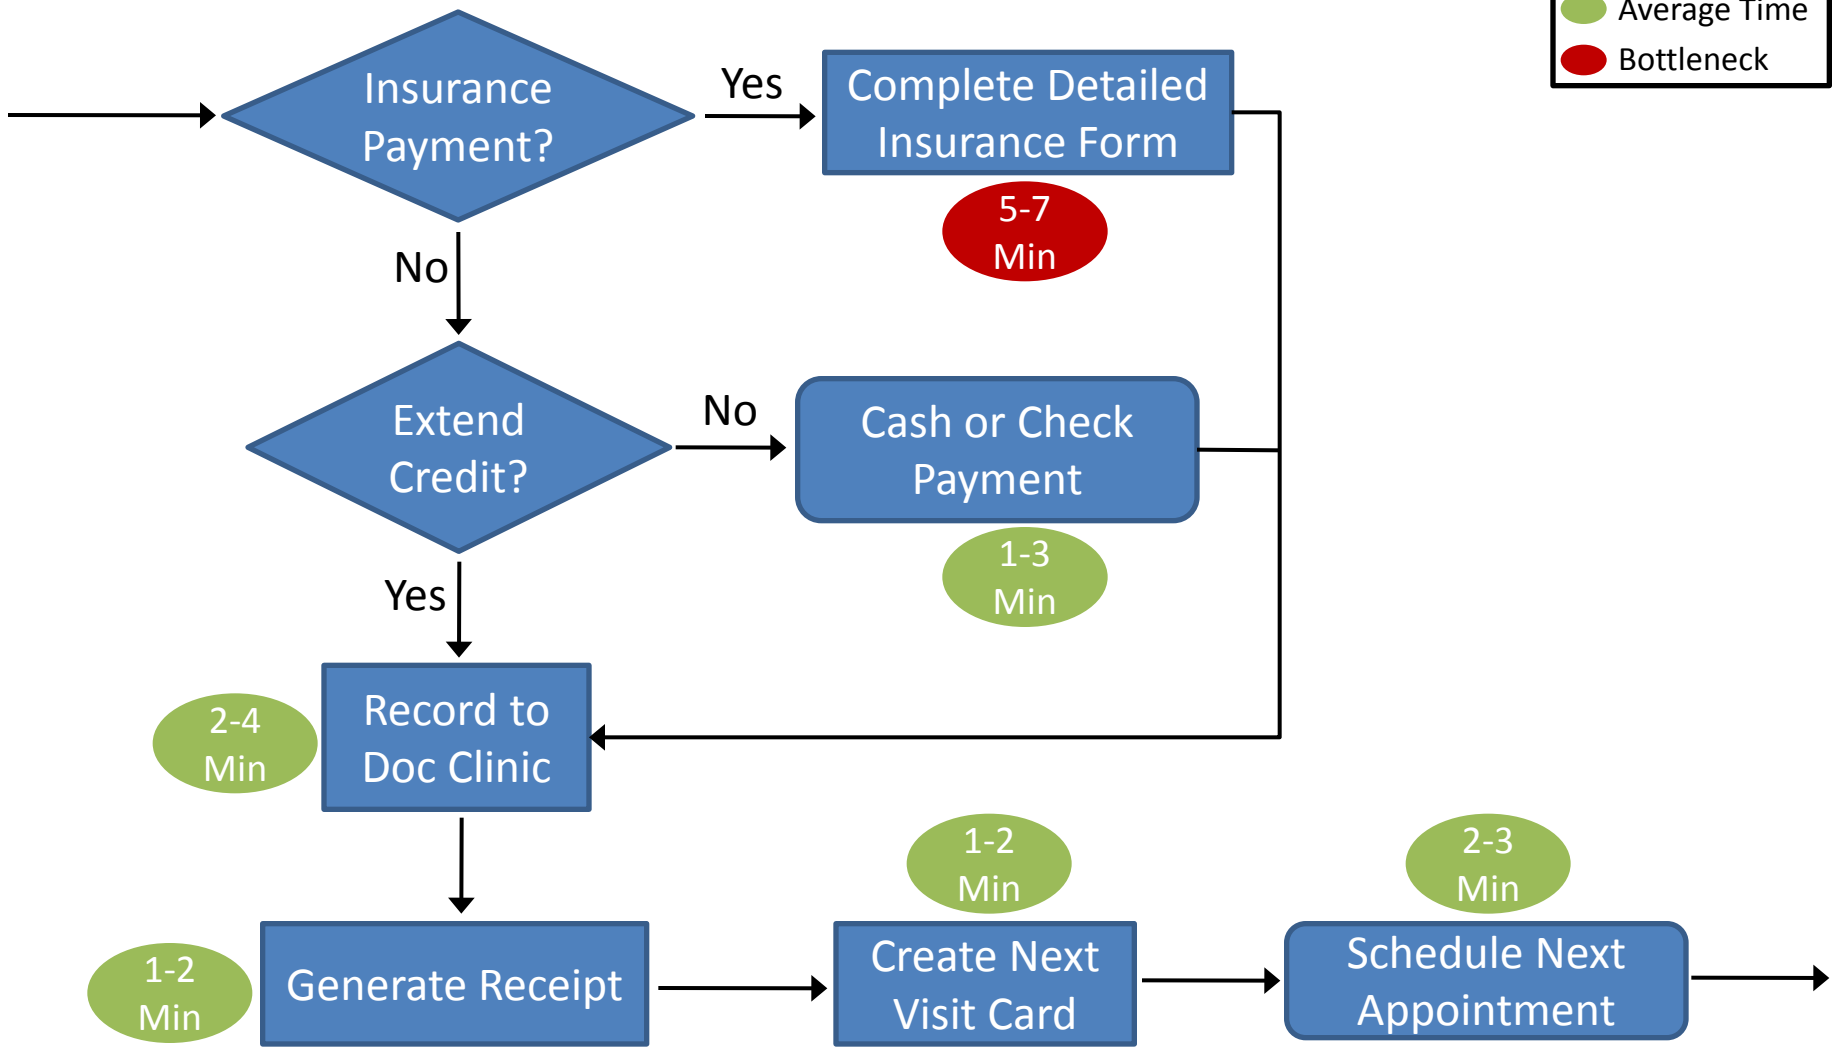 Average Time
Bottleneck
Insurance
Payment?
Yes
Complete Detailed
Insurance Form
5-7
Min
No
Extend
Credit?
No
Cash or Check
Payment
1-3
Min
Yes
Record to
Doc Clinic
2-4
Min
1-2
Min
Generate Receipt
1-2
Min
Create Next
Visit Card
2-3
Min
Schedule Next
Appointment